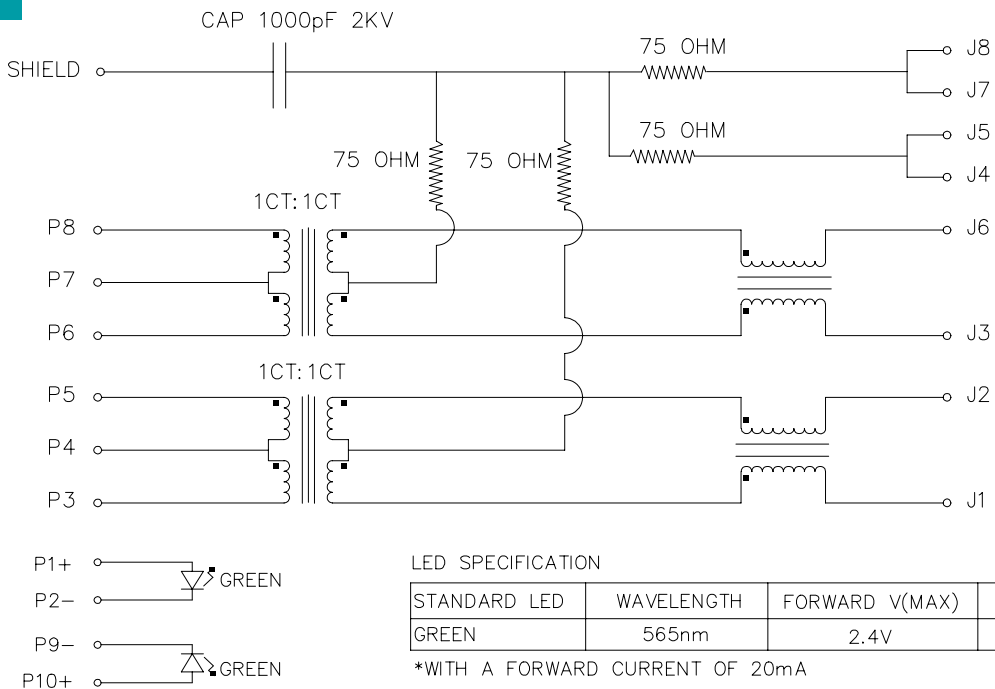 CAP 1000pF 2KV
SHIELD
75 OHM
J8
J7
75 OHM
J5
J4
75 OHM
75 OHM
1CT:1CT
P8
J6
P7
P6
J3
1CT:1CT
P5
J2
P4
P3
J1
P1+
GREEN
P2-
P9-
GREEN
P10+
LED SPECIFICATION
STANDARD LED WAVELENGTH FORWARD V(MAX)
GREEN 565nm 2.4V
*WITH A FORWARD CURRENT OF 20mA